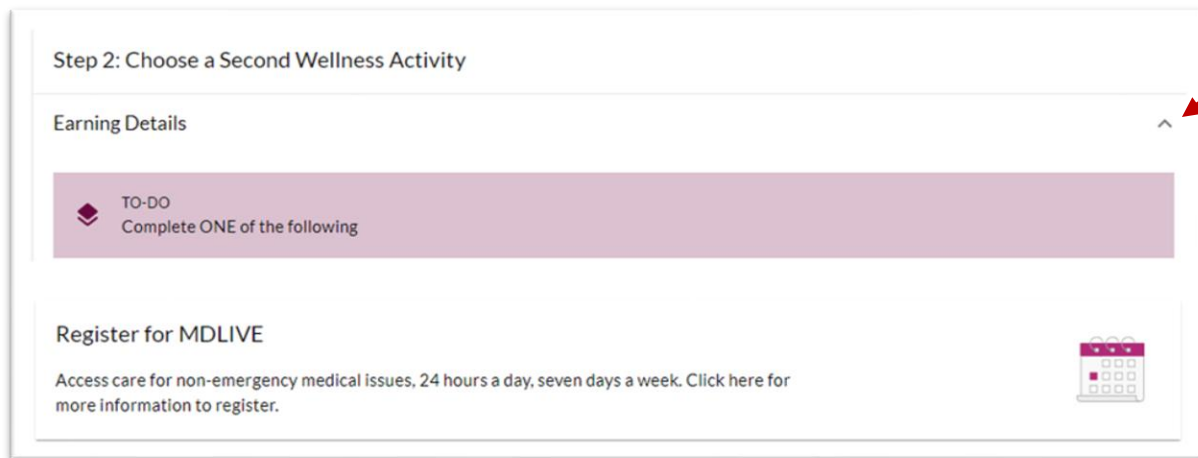 Step 2: Choose a Second Wellness Activity
Earning Details
TO-DO
Complete ONE of the following
Register for MDLIVE
Access care for non-emergency medical issues, 24 hours a day, seven days a week. Click here for
more information to register.